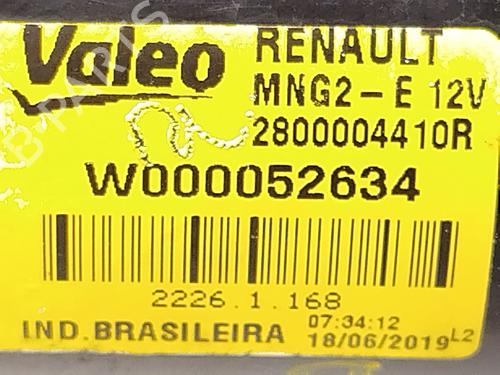 Valeo
RENAULT
MNG2-E 12V
2800004410R
W000052634
2226.1.168
IND.BRASILEIRA
07:34:12
18/06/2019 L2